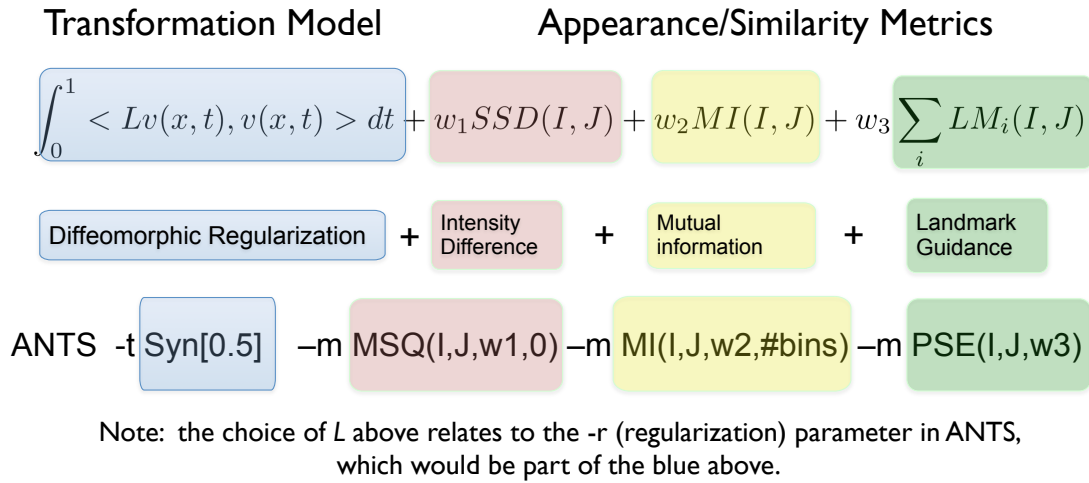 Transformation Model Appearance/Similarity Metrics
∫₀¹ < Lv(x, t), v(x, t) > dt + w₁SSD(I, J) + w₂MI(I, J) + w₃ ∑ᵢ LMᵢ(I, J)
Diffeomorphic Regularization + Intensity Difference + Mutual information + Landmark Guidance
ANTS -t Syn[0.5] –m MSQ(I,J,w1,0) –m MI(I,J,w2,#bins) –m PSE(I,J,w3)
Note: the choice of L above relates to the -r (regularization) parameter in ANTS,
which would be part of the blue above.